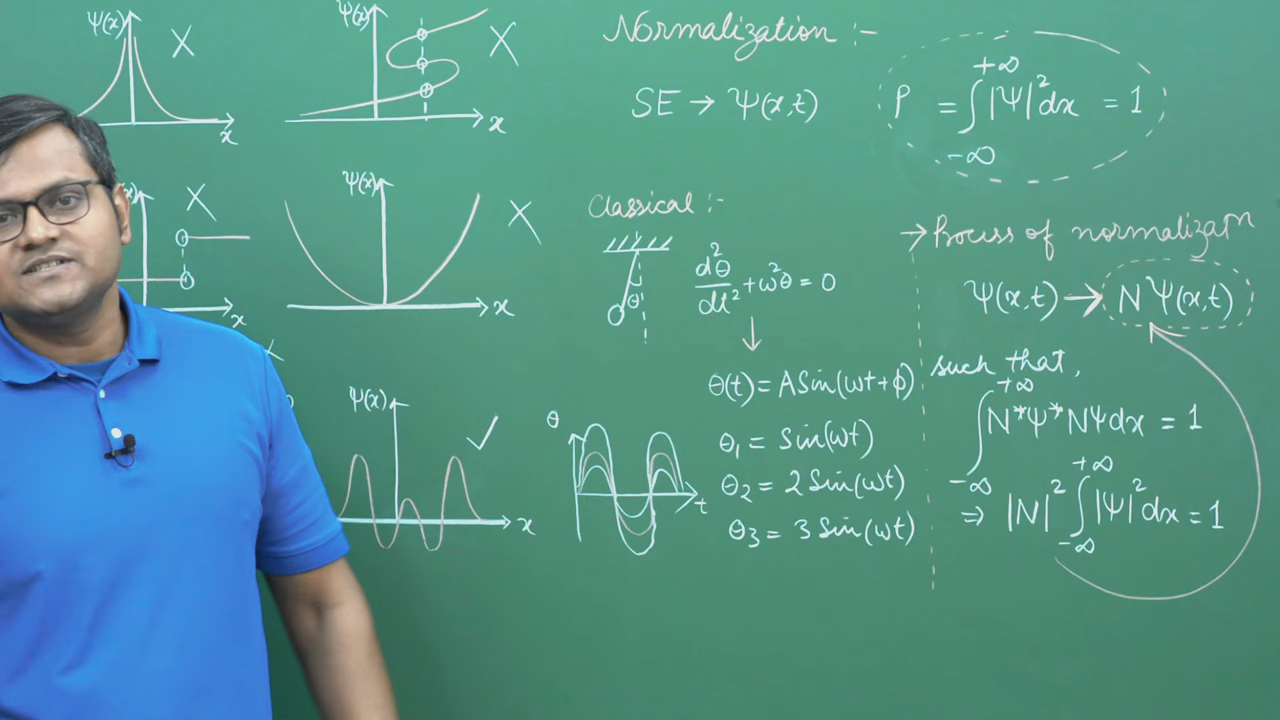 Ψ(x)
X
x
Ψ(x)
X
x
X
x
Ψ(x)
X
x
Ψ(x)
✓
x
Normalization :-
SE → Ψ(x,t)
P = ∫_{-∞}^{+∞} |Ψ|² dx = 1
Classical :-
θ
d²θ/dt² + ω²θ = 0
↓
θ(t) = A Sin(ωt + ϕ)
θ₁ = Sin(ωt)
θ₂ = 2 Sin(ωt)
θ₃ = 3 Sin(ωt)
θ
t
→ Process of normalizatn
Ψ(x,t) → N Ψ(x,t)
such that,
∫_{-∞}^{+∞} N*Ψ* NΨ dx = 1
⇒ |N|² ∫_{-∞}^{+∞} |Ψ|² dx = 1